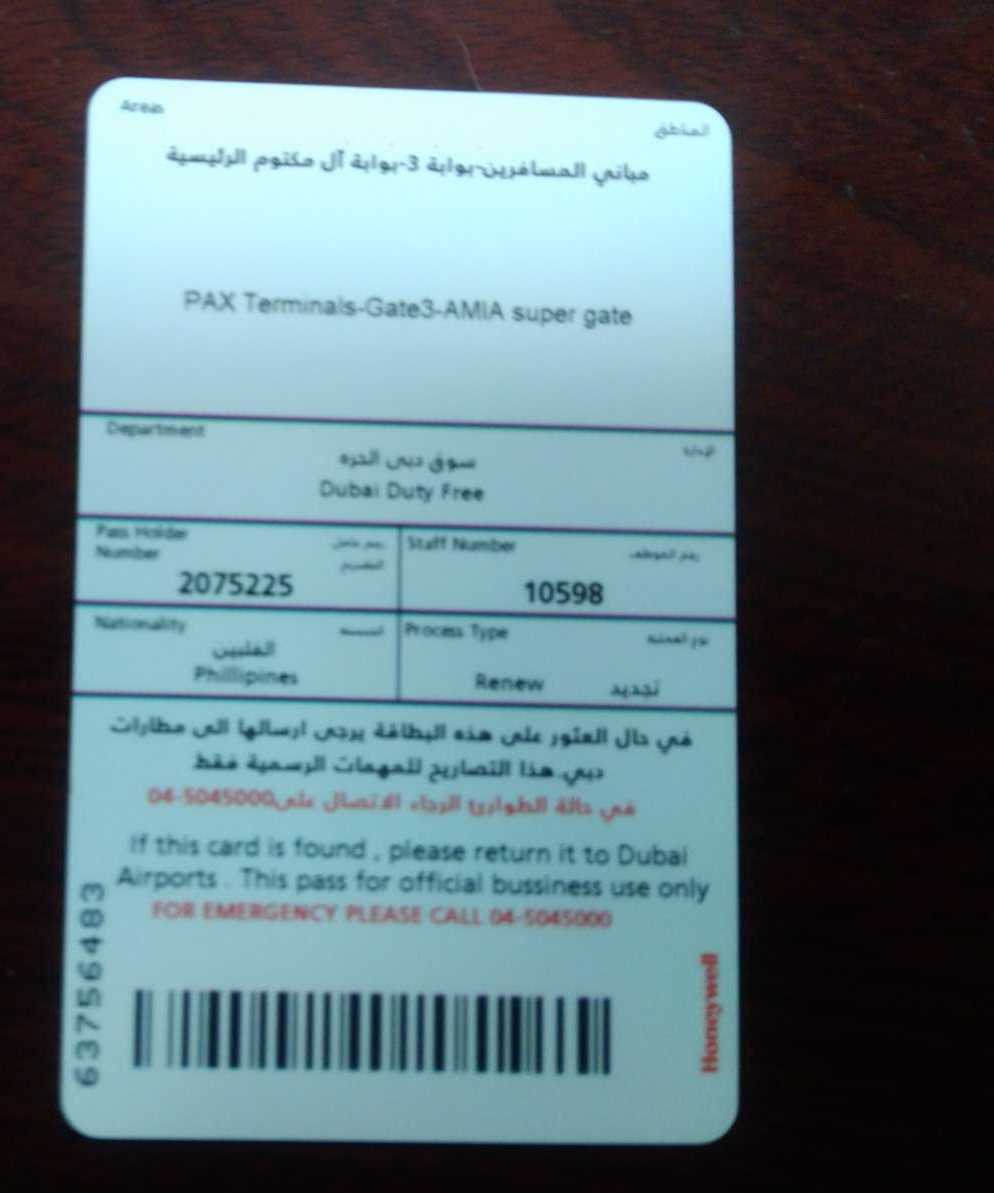 Areas المناطق
مباني المسافرين-بوابة 3-بوابة آل مكتوم الرئيسية
PAX Terminals-Gate3-AMIA super gate
Department الإدارة
سوق دبي الحره
Dubai Duty Free
Pass Holder Number رقم حامل التصريح
2075225
Staff Number رقم الموظف
10598
Nationality الجنسية
الفلبين
Phillipines
Process Type نوع العملية
Renew تجديد
في حال العثور على هذه البطاقة يرجى ارسالها الى مطارات
دبي.هذا التصاريح للمهمات الرسمية فقط
في حالة الطوارئ الرجاء الاتصال على04-5045000
If this card is found , please return it to Dubai
Airports . This pass for official bussiness use only
FOR EMERGENCY PLEASE CALL 04-5045000
63756483
Honeywell